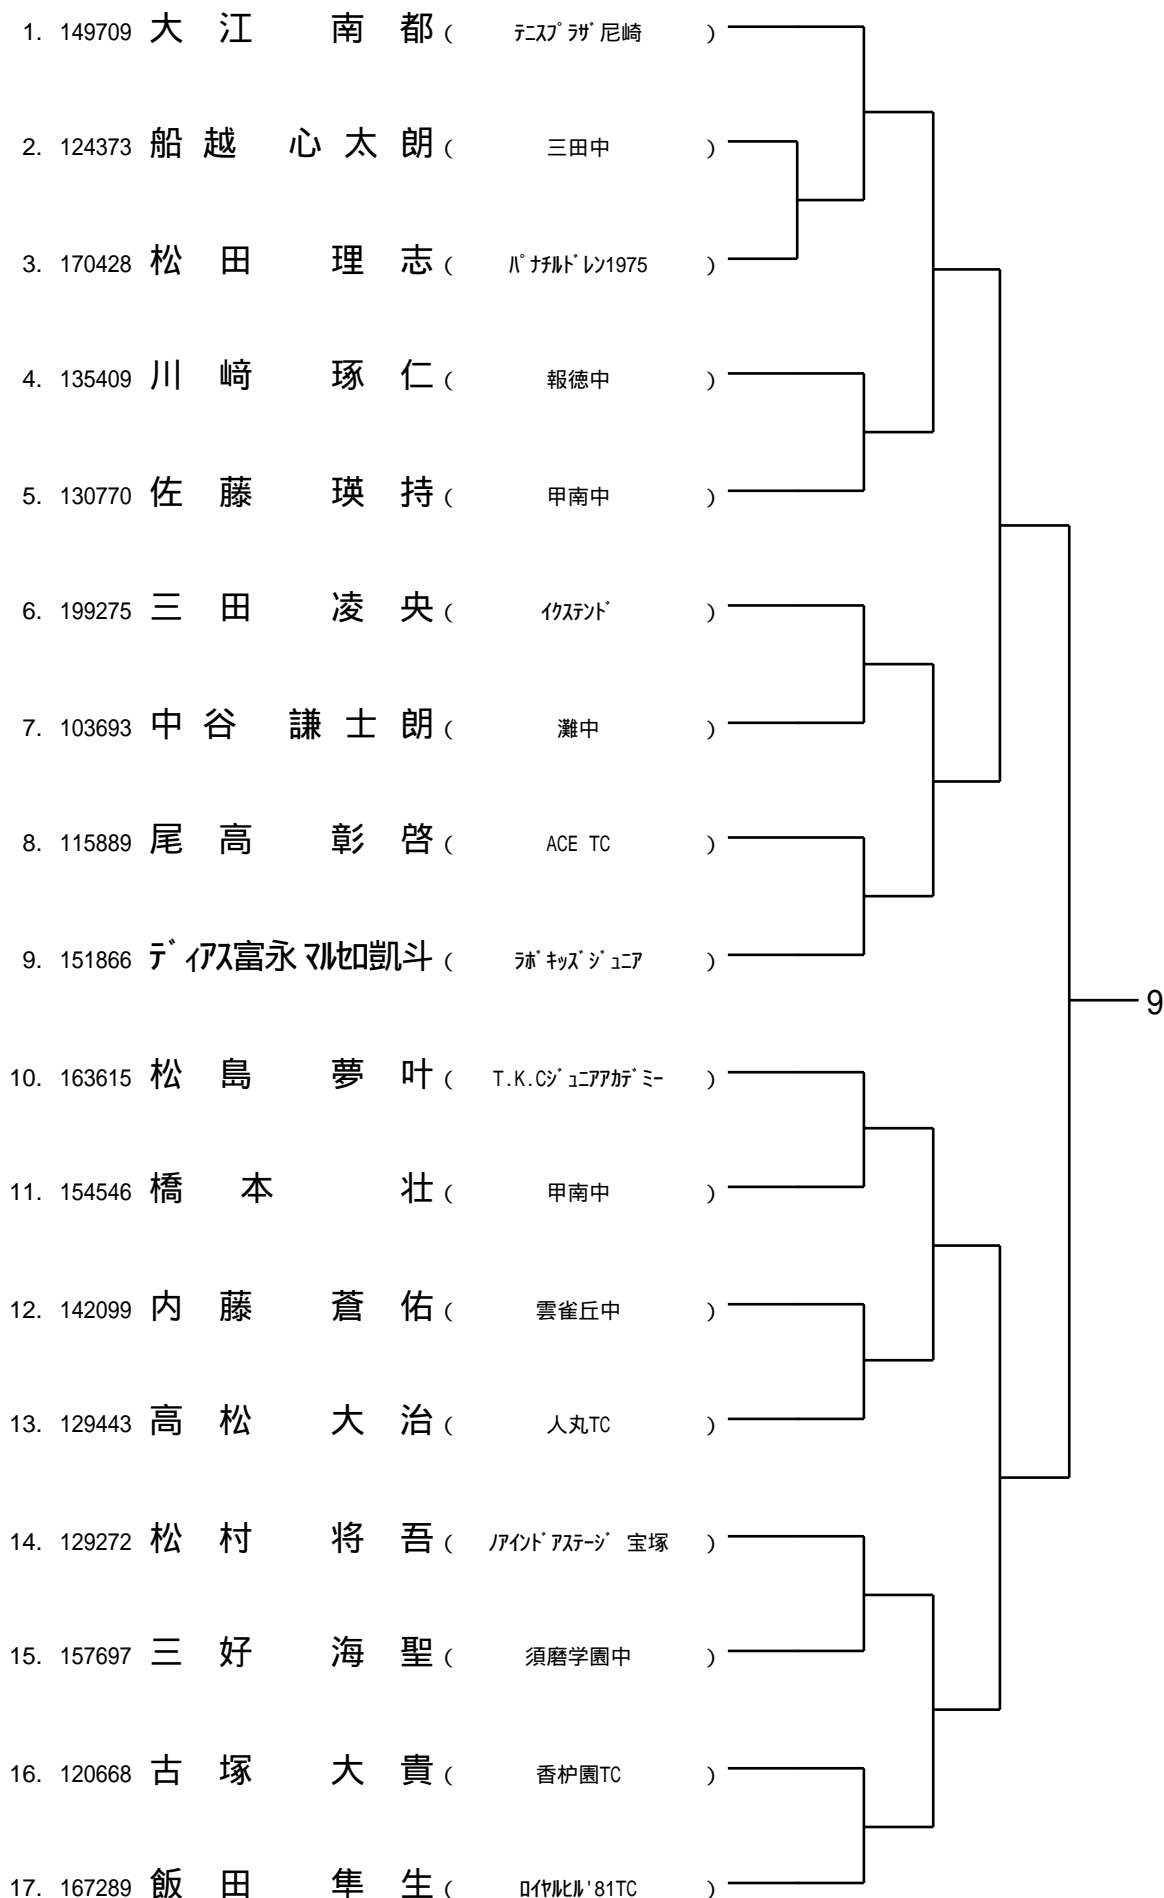 1. 149709 大江 南都 ( テニスプラザ尼崎 )
2. 124373 船越 心太朗 ( 三田中 )
3. 170428 松田 理志 ( パナチルドレン1975 )
4. 135409 川﨑 琢仁 ( 報徳中 )
5. 130770 佐藤 瑛持 ( 甲南中 )
6. 199275 三田 凌央 ( イクステンド )
7. 103693 中谷 謙士朗 ( 灘中 )
8. 115889 尾高 彰啓 ( ACE TC )
9. 151866 ディアス富永 マルセロ凱斗 ( ラボキッズジュニア )
9
10. 163615 松島 夢叶 ( T.K.Cジュニアアカデミー )
11. 154546 橋本 壮 ( 甲南中 )
12. 142099 内藤 蒼佑 ( 雲雀丘中 )
13. 129443 高松 大治 ( 人丸TC )
14. 129272 松村 将吾 ( ノアインドアステージ 宝塚 )
15. 157697 三好 海聖 ( 須磨学園中 )
16. 120668 古塚 大貴 ( 香枦園TC )
17. 167289 飯田 隼生 ( ロイヤルヒル'81TC )